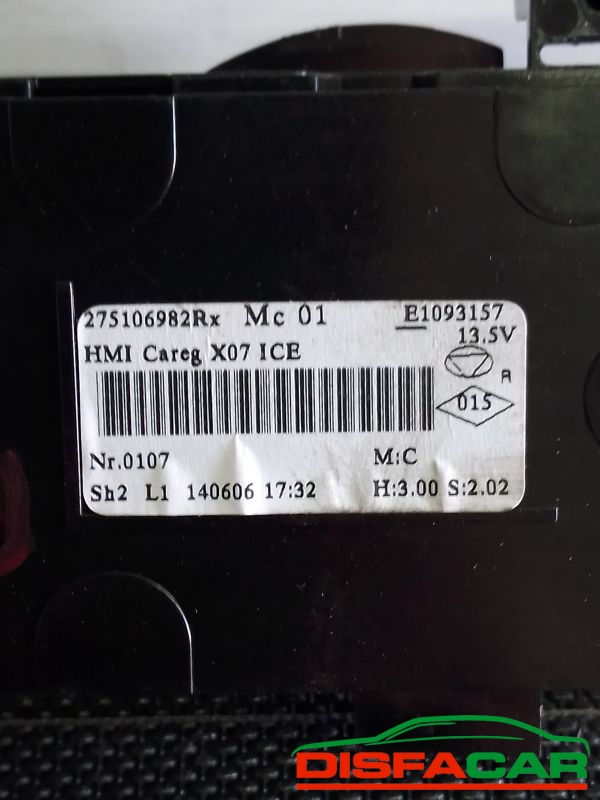 275106982Rx Mc 01 E1093157
13.5V
HMI Careg X07 ICE
R
015
Nr.0107 M:C
Sh2 L1 140606 17:32 H:3.00 S:2.02
DISFACAR